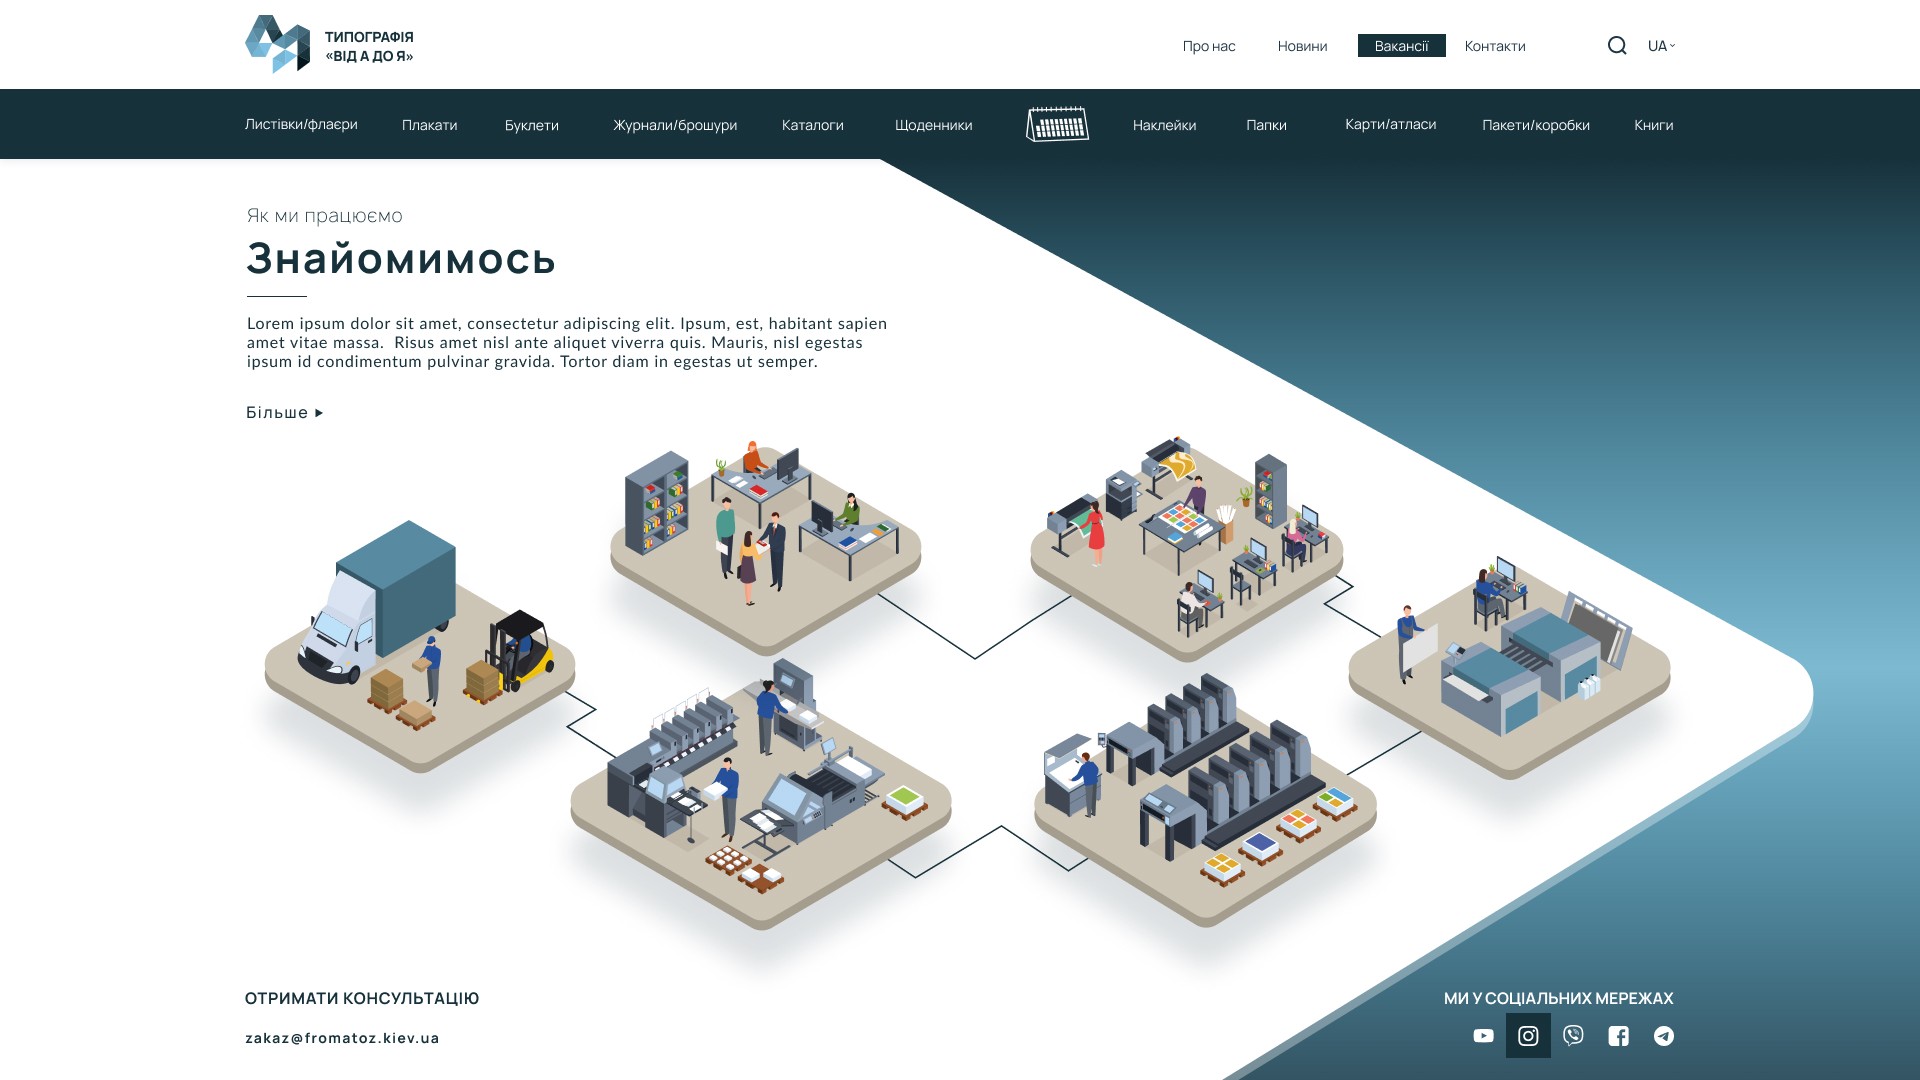 ТИПОГРАФІЯ
«ВІД А ДО Я»
Про нас
Новини
Вакансії
Контакти
UA
Листівки/флаєри
Плакати
Буклети
Журнали/брошури
Каталоги
Щоденники
Наклейки
Папки
Карти/атласи
Пакети/коробки
Книги
Як ми працюємо
Знайомимось
Lorem ipsum dolor sit amet, consectetur adipiscing elit. Ipsum, est, habitant sapien
amet vitae massa.  Risus amet nisl ante aliquet viverra quis. Mauris, nisl egestas
ipsum id condimentum pulvinar gravida. Tortor diam in egestas ut semper.
Більше
ОТРИМАТИ КОНСУЛЬТАЦІЮ
zakaz@fromatoz.kiev.ua
МИ У СОЦІАЛЬНИХ МЕРЕЖАХ